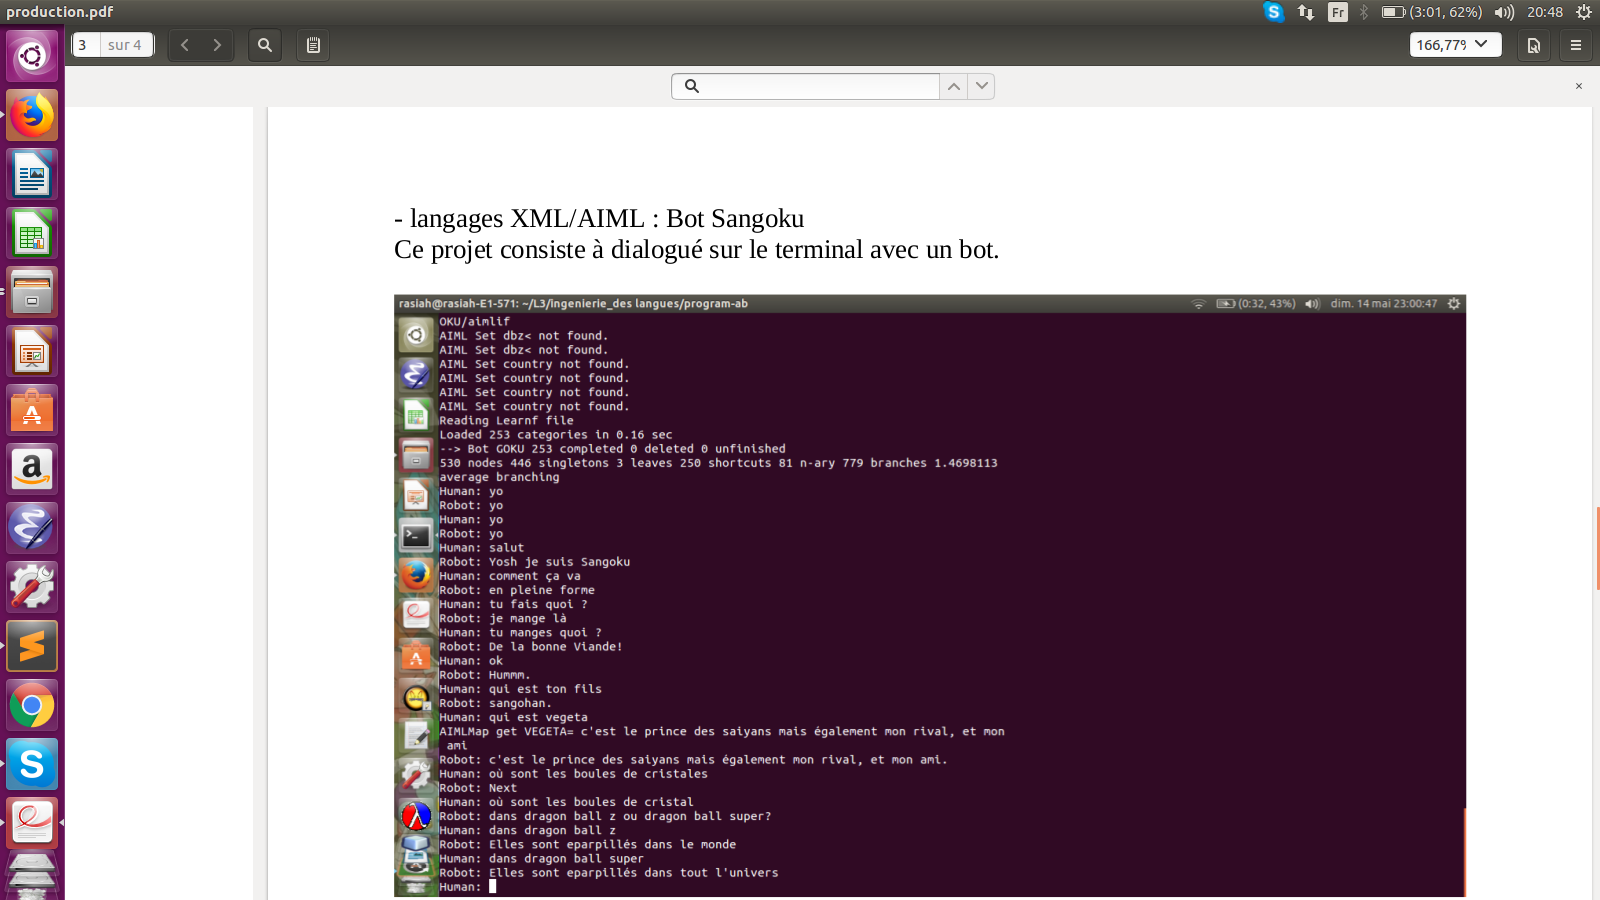 production.pdf
Fr
(3:01, 62%)
20:48
3
sur 4
166,77%
- langages XML/AIML : Bot Sangoku
Ce projet consiste à dialogué sur le terminal avec un bot.
rasiah@rasiah-E1-571: ~/L3/ingenierie_des langues/program-ab
(0:32, 43%)
dim. 14 mai 23:00:47
OKU/aimlif
AIML Set dbz< not found.
AIML Set dbz< not found.
AIML Set country not found.
AIML Set country not found.
AIML Set country not found.
AIML Set country not found.
Reading Learnf file
Loaded 253 categories in 0.16 sec
--> Bot GOKU 253 completed 0 deleted 0 unfinished
530 nodes 446 singletons 3 leaves 250 shortcuts 81 n-ary 779 branches 1.4698113
average branching
Human: yo
Robot: yo
Human: yo
Robot: yo
Human: salut
Robot: Yosh je suis Sangoku
Human: comment ça va
Robot: en pleine forme
Human: tu fais quoi ?
Robot: je mange là
Human: tu manges quoi ?
Robot: De la bonne Viande!
Human: ok
Robot: Hummm.
Human: qui est ton fils
Robot: sangohan.
Human: qui est vegeta
AIMLMap get VEGETA= c'est le prince des saiyans mais également mon rival, et mon
ami
Robot: c'est le prince des saiyans mais également mon rival, et mon ami.
Human: où sont les boules de cristales
Robot: Next
Human: où sont les boules de cristal
Robot: dans dragon ball z ou dragon ball super?
Human: dans dragon ball z
Robot: Elles sont eparpillés dans le monde
Human: dans dragon ball super
Robot: Elles sont eparpillés dans tout l'univers
Human: